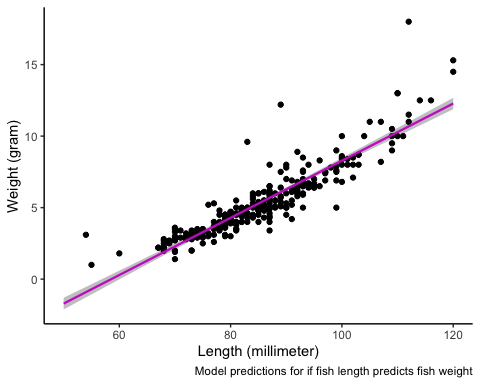 15
10
5
0
Weight (gram)
60
80
100
120
Length (millimeter)
Model predictions for if fish length predicts fish weight